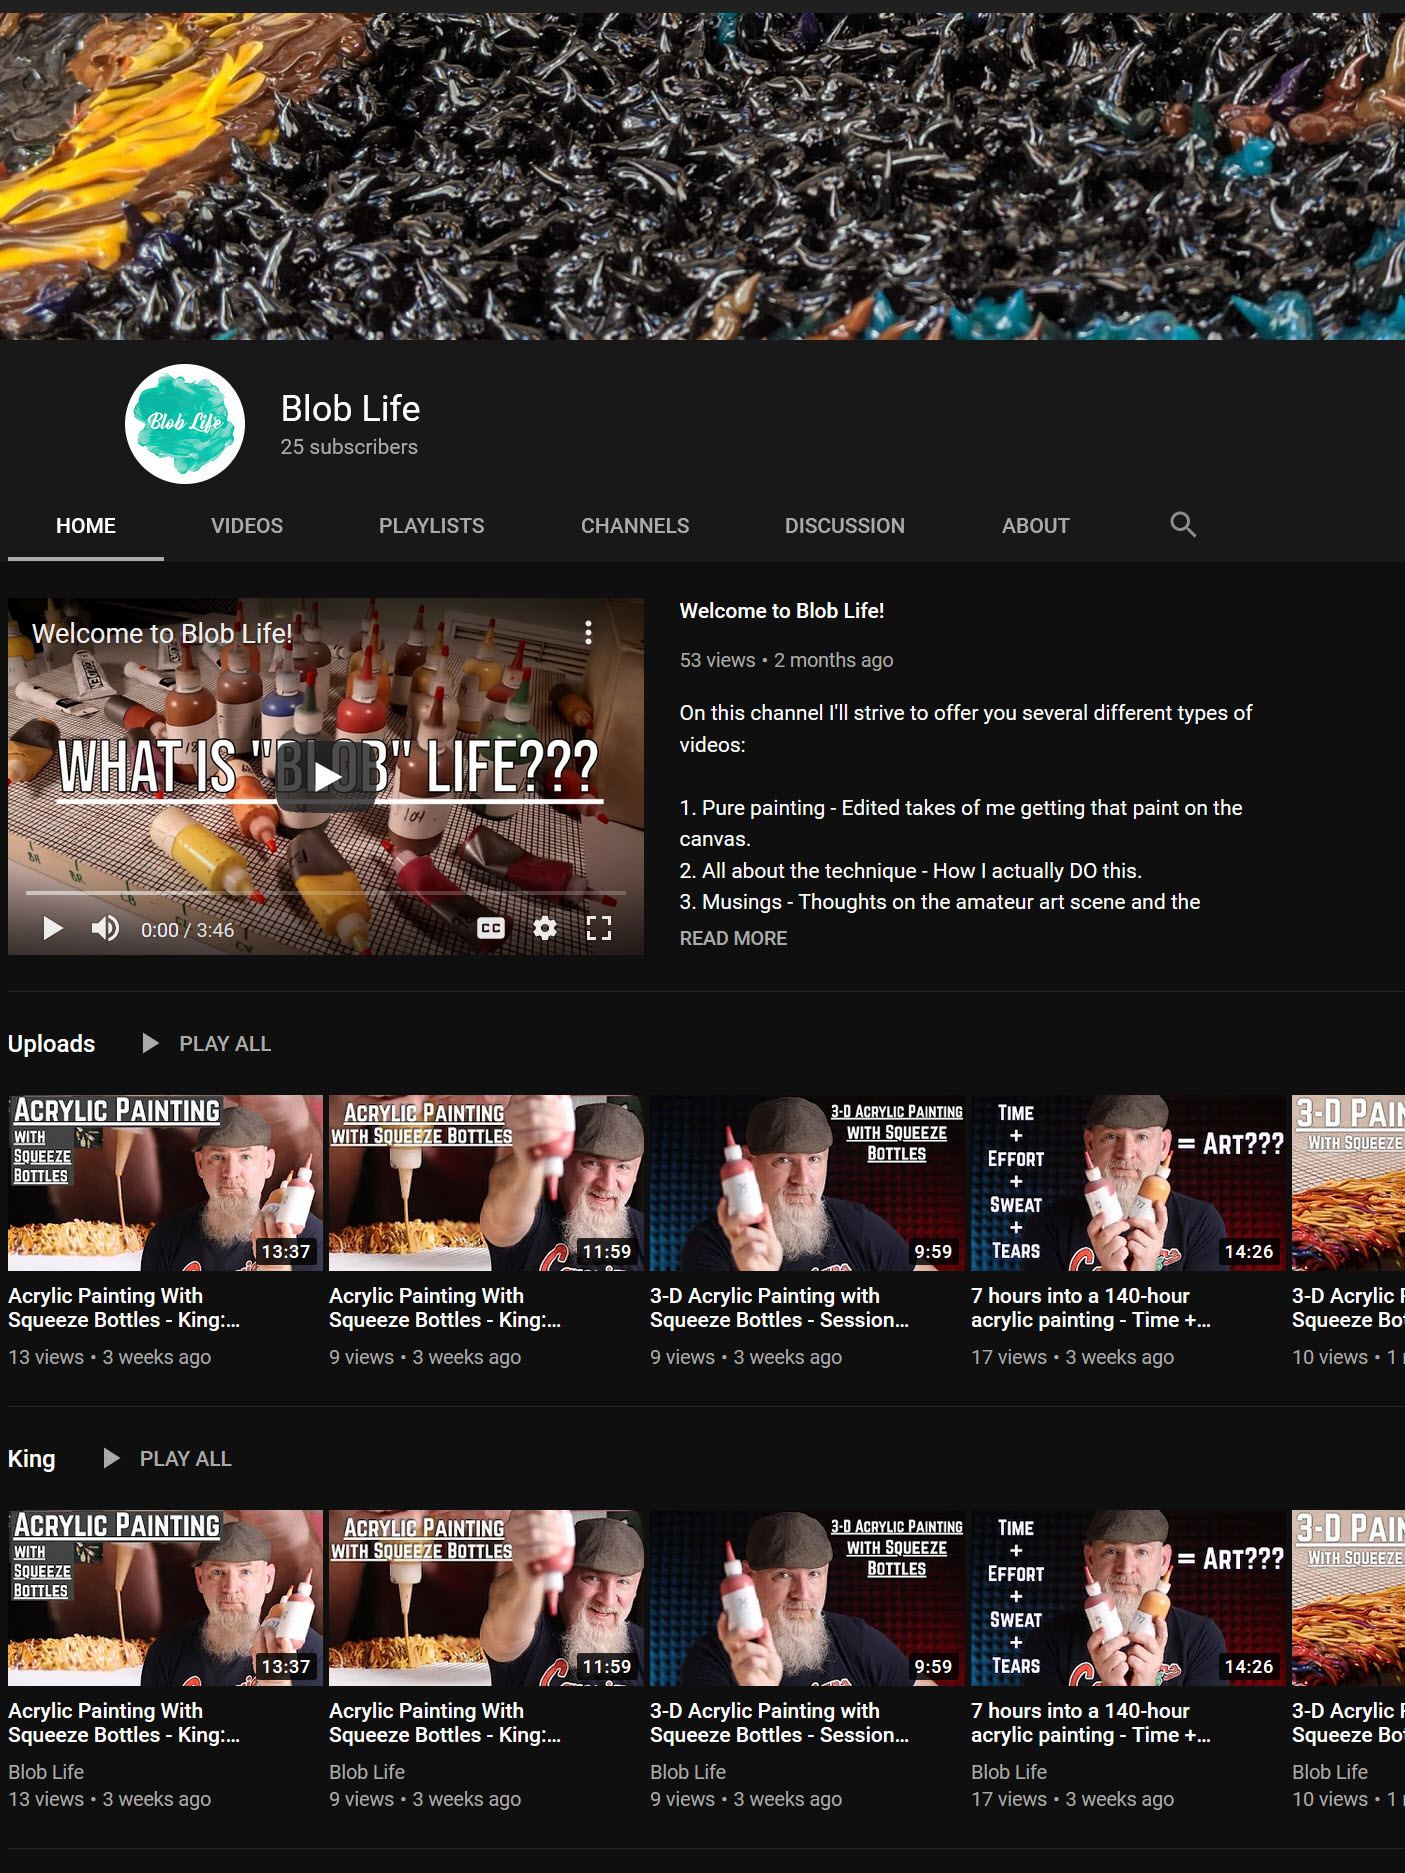 Blob Life
Blob Life
25 subscribers
HOME
VIDEOS
PLAYLISTS
CHANNELS
DISCUSSION
ABOUT
Welcome to Blob Life!
WHAT IS "BLOB" LIFE???
104
0:00 / 3:46
CC
Welcome to Blob Life!
53 views • 2 months ago
On this channel I'll strive to offer you several different types of
videos:
1. Pure painting - Edited takes of me getting that paint on the
canvas.
2. All about the technique - How I actually DO this.
3. Musings - Thoughts on the amateur art scene and the
READ MORE
Uploads
PLAY ALL
ACRYLIC PAINTING
WITH
SQUEEZE
BOTTLES
13:37
ACRYLIC PAINTING
WITH SQUEEZE BOTTLES
11:59
3-D ACRYLIC PAINTING
WITH SQUEEZE
BOTTLES
9:59
TIME
+
EFFORT
+
SWEAT
+
TEARS
= ART???
14:26
3-D PAIN
WITH SQUEEZE
Acrylic Painting With
Squeeze Bottles - King:...
13 views • 3 weeks ago
Acrylic Painting With
Squeeze Bottles - King:...
9 views • 3 weeks ago
3-D Acrylic Painting with
Squeeze Bottles - Session...
9 views • 3 weeks ago
7 hours into a 140-hour
acrylic painting - Time +...
17 views • 3 weeks ago
3-D Acrylic
Squeeze Bo
10 views • 1
King
PLAY ALL
ACRYLIC PAINTING
WITH
SQUEEZE
BOTTLES
13:37
ACRYLIC PAINTING
WITH SQUEEZE BOTTLES
11:59
3-D ACRYLIC PAINTING
WITH SQUEEZE
BOTTLES
9:59
TIME
+
EFFORT
+
SWEAT
+
TEARS
= ART???
14:26
3-D PAIN
WITH SQUEEZE
Acrylic Painting With
Squeeze Bottles - King:...
Blob Life
13 views • 3 weeks ago
Acrylic Painting With
Squeeze Bottles - King:...
Blob Life
9 views • 3 weeks ago
3-D Acrylic Painting with
Squeeze Bottles - Session...
Blob Life
9 views • 3 weeks ago
7 hours into a 140-hour
acrylic painting - Time +...
Blob Life
17 views • 3 weeks ago
3-D Acrylic
Squeeze Bo
Blob Life
10 views • 1